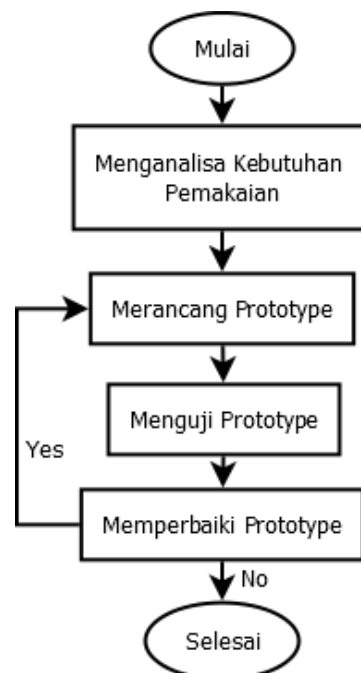 Mulai
Menganalisa Kebutuhan
Pemakaian
Merancang Prototype
Menguji Prototype
Yes
Memperbaiki Prototype
No
Selesai